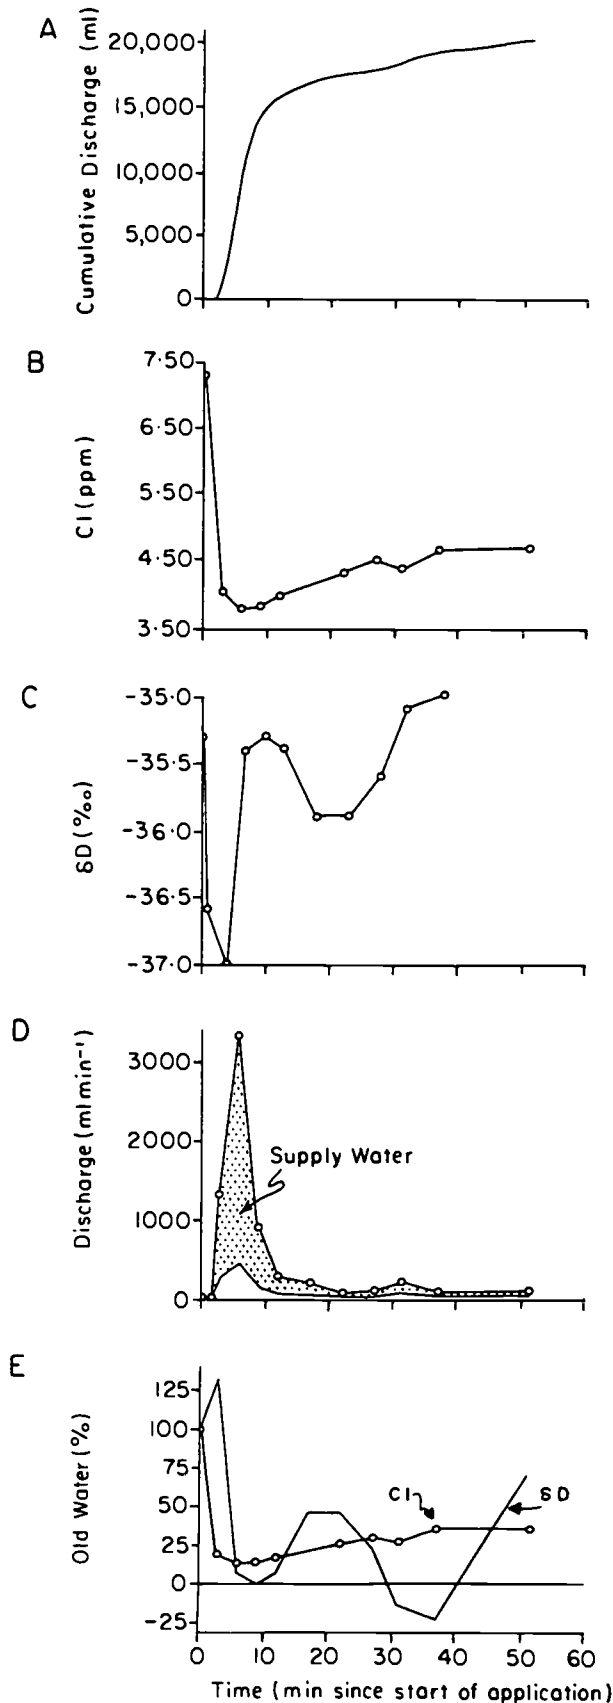 A
Cumulative Discharge (ml)
20,000
15,000
10,000
5,000
0
B
Cl (ppm)
7·50
6·50
5·50
4·50
3·50
C
δD (‰)
-35·0
-35·5
-36·0
-36·5
-37·0
D
Discharge (ml min⁻¹)
3000
2000
1000
0
Supply Water
E
Old Water (%)
125
100
75
50
25
0
-25
Cl
δD
0 10 20 30 40 50 60
Time (min since start of application)